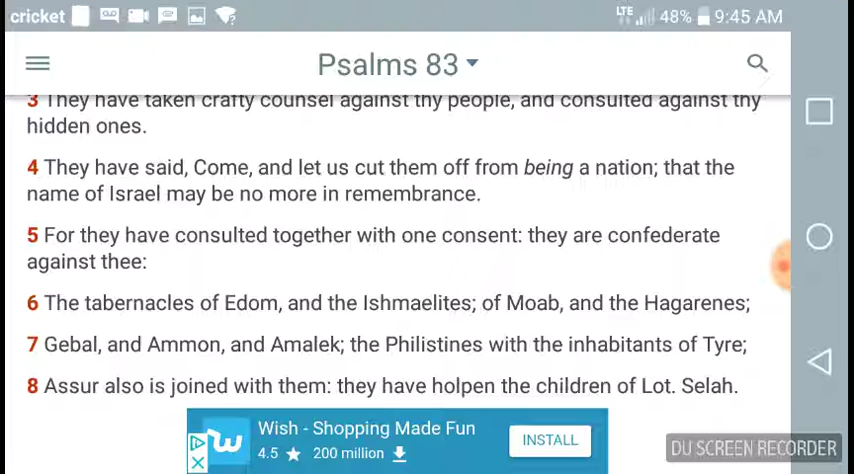 cricket 48% 9:45 AM
LTE
Psalms 83
3 They have taken crafty counsel against thy people, and consulted against thy
hidden ones.
4 They have said, Come, and let us cut them off from being a nation; that the
name of Israel may be no more in remembrance.
5 For they have consulted together with one consent: they are confederate
against thee:
6 The tabernacles of Edom, and the Ishmaelites; of Moab, and the Hagarenes;
7 Gebal, and Ammon, and Amalek; the Philistines with the inhabitants of Tyre;
8 Assur also is joined with them: they have holpen the children of Lot. Selah.
Wish - Shopping Made Fun
4.5 ★ 200 million
INSTALL
DU SCREEN RECORDER